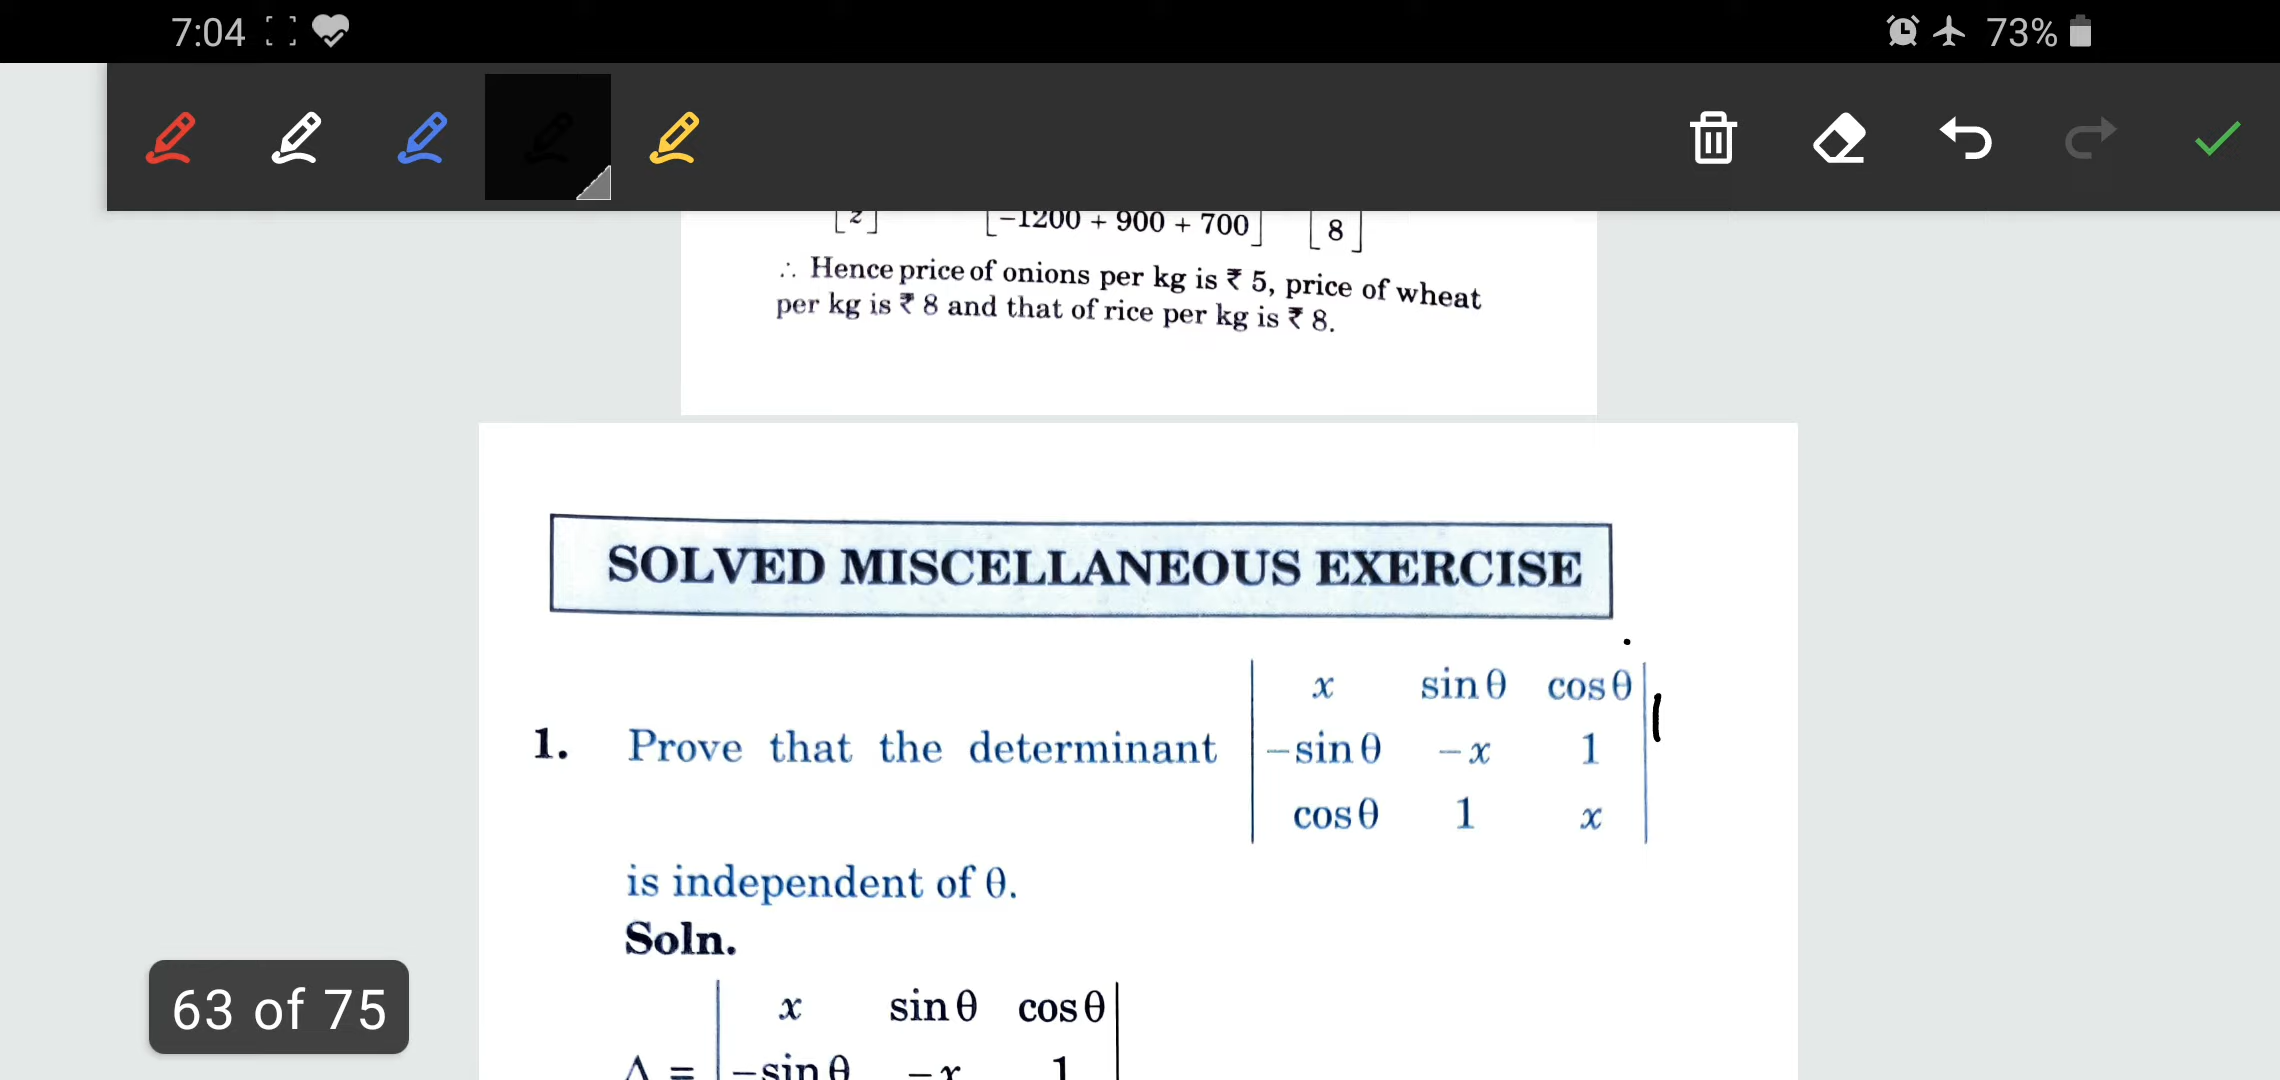 7:04 73%
[z] [-1200 + 900 + 700] [8]
∴ Hence price of onions per kg is ₹ 5, price of wheat
per kg is ₹ 8 and that of rice per kg is ₹ 8.
SOLVED MISCELLANEOUS EXERCISE
x sinθ cosθ
1. Prove that the determinant -sinθ -x 1
cosθ 1 x
is independent of θ.
Soln.
x sinθ cosθ
Δ = -sinθ -x 1
63 of 75